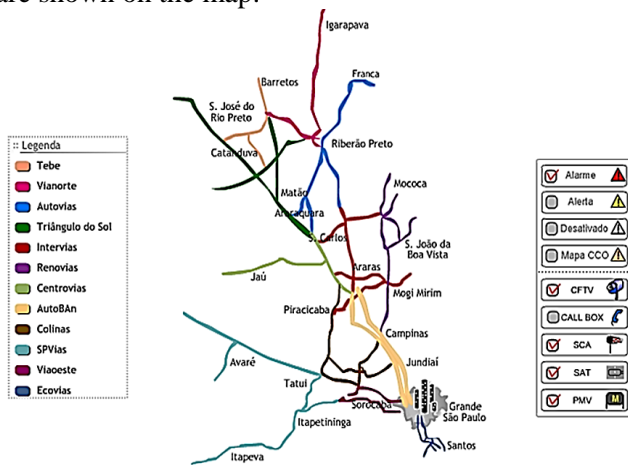 are shown on the map.
Igarapava
Barretos
Franca
S. José do
Rio Preto
Catanduva
Riberão Preto
Matão
Araraquara
Mococa
S. Carlos
S. João da
Boa Vista
Araras
Jaú
Mogi Mirim
Piracicaba
Campinas
Avaré
Jundiaí
Tatui
Sorocaba
Grande
São Paulo
Itapetininga
Santos
Itapeva
:: Legenda
Tebe
Vianorte
Autovias
Triângulo do Sol
Intervias
Renovias
Centrovias
AutoBAn
Colinas
SPVias
Viaoeste
Ecovias
Alarme
Alerta
Desativado
Mapa CCO
CFTV
CALL BOX
SCA
SAT
PMV
M